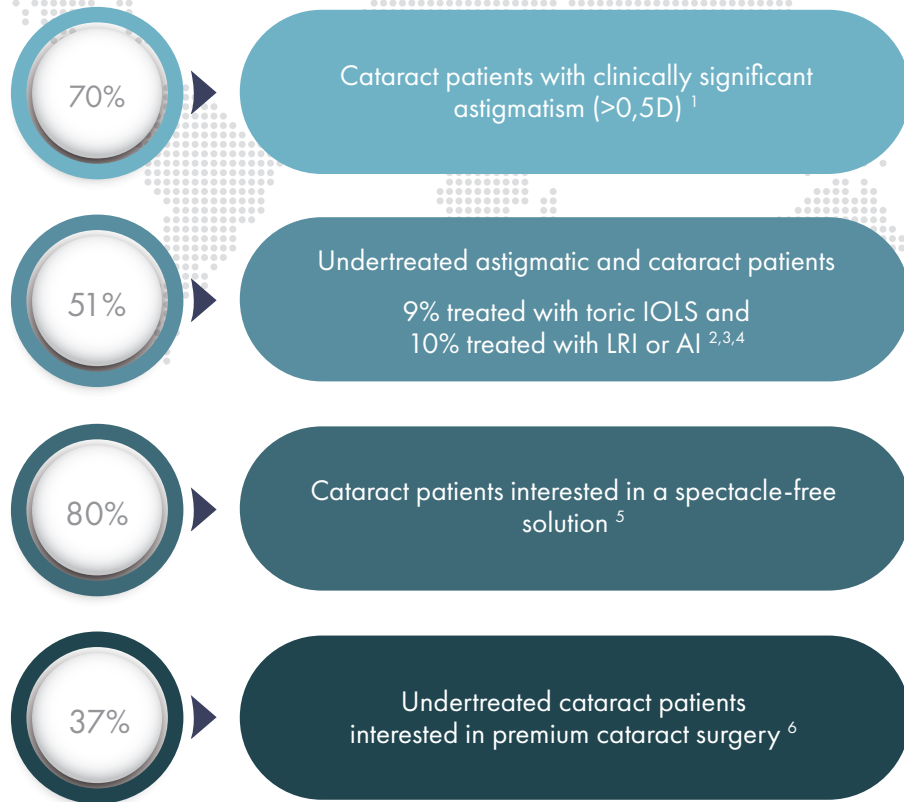 70%
Cataract patients with clinically significant
astigmatism (>0,5D) 1
51%
Undertreated astigmatic and cataract patients
9% treated with toric IOLS and
10% treated with LRI or AI 2,3,4
80%
Cataract patients interested in a spectacle-free
solution 5
37%
Undertreated cataract patients
interested in premium cataract surgery 6